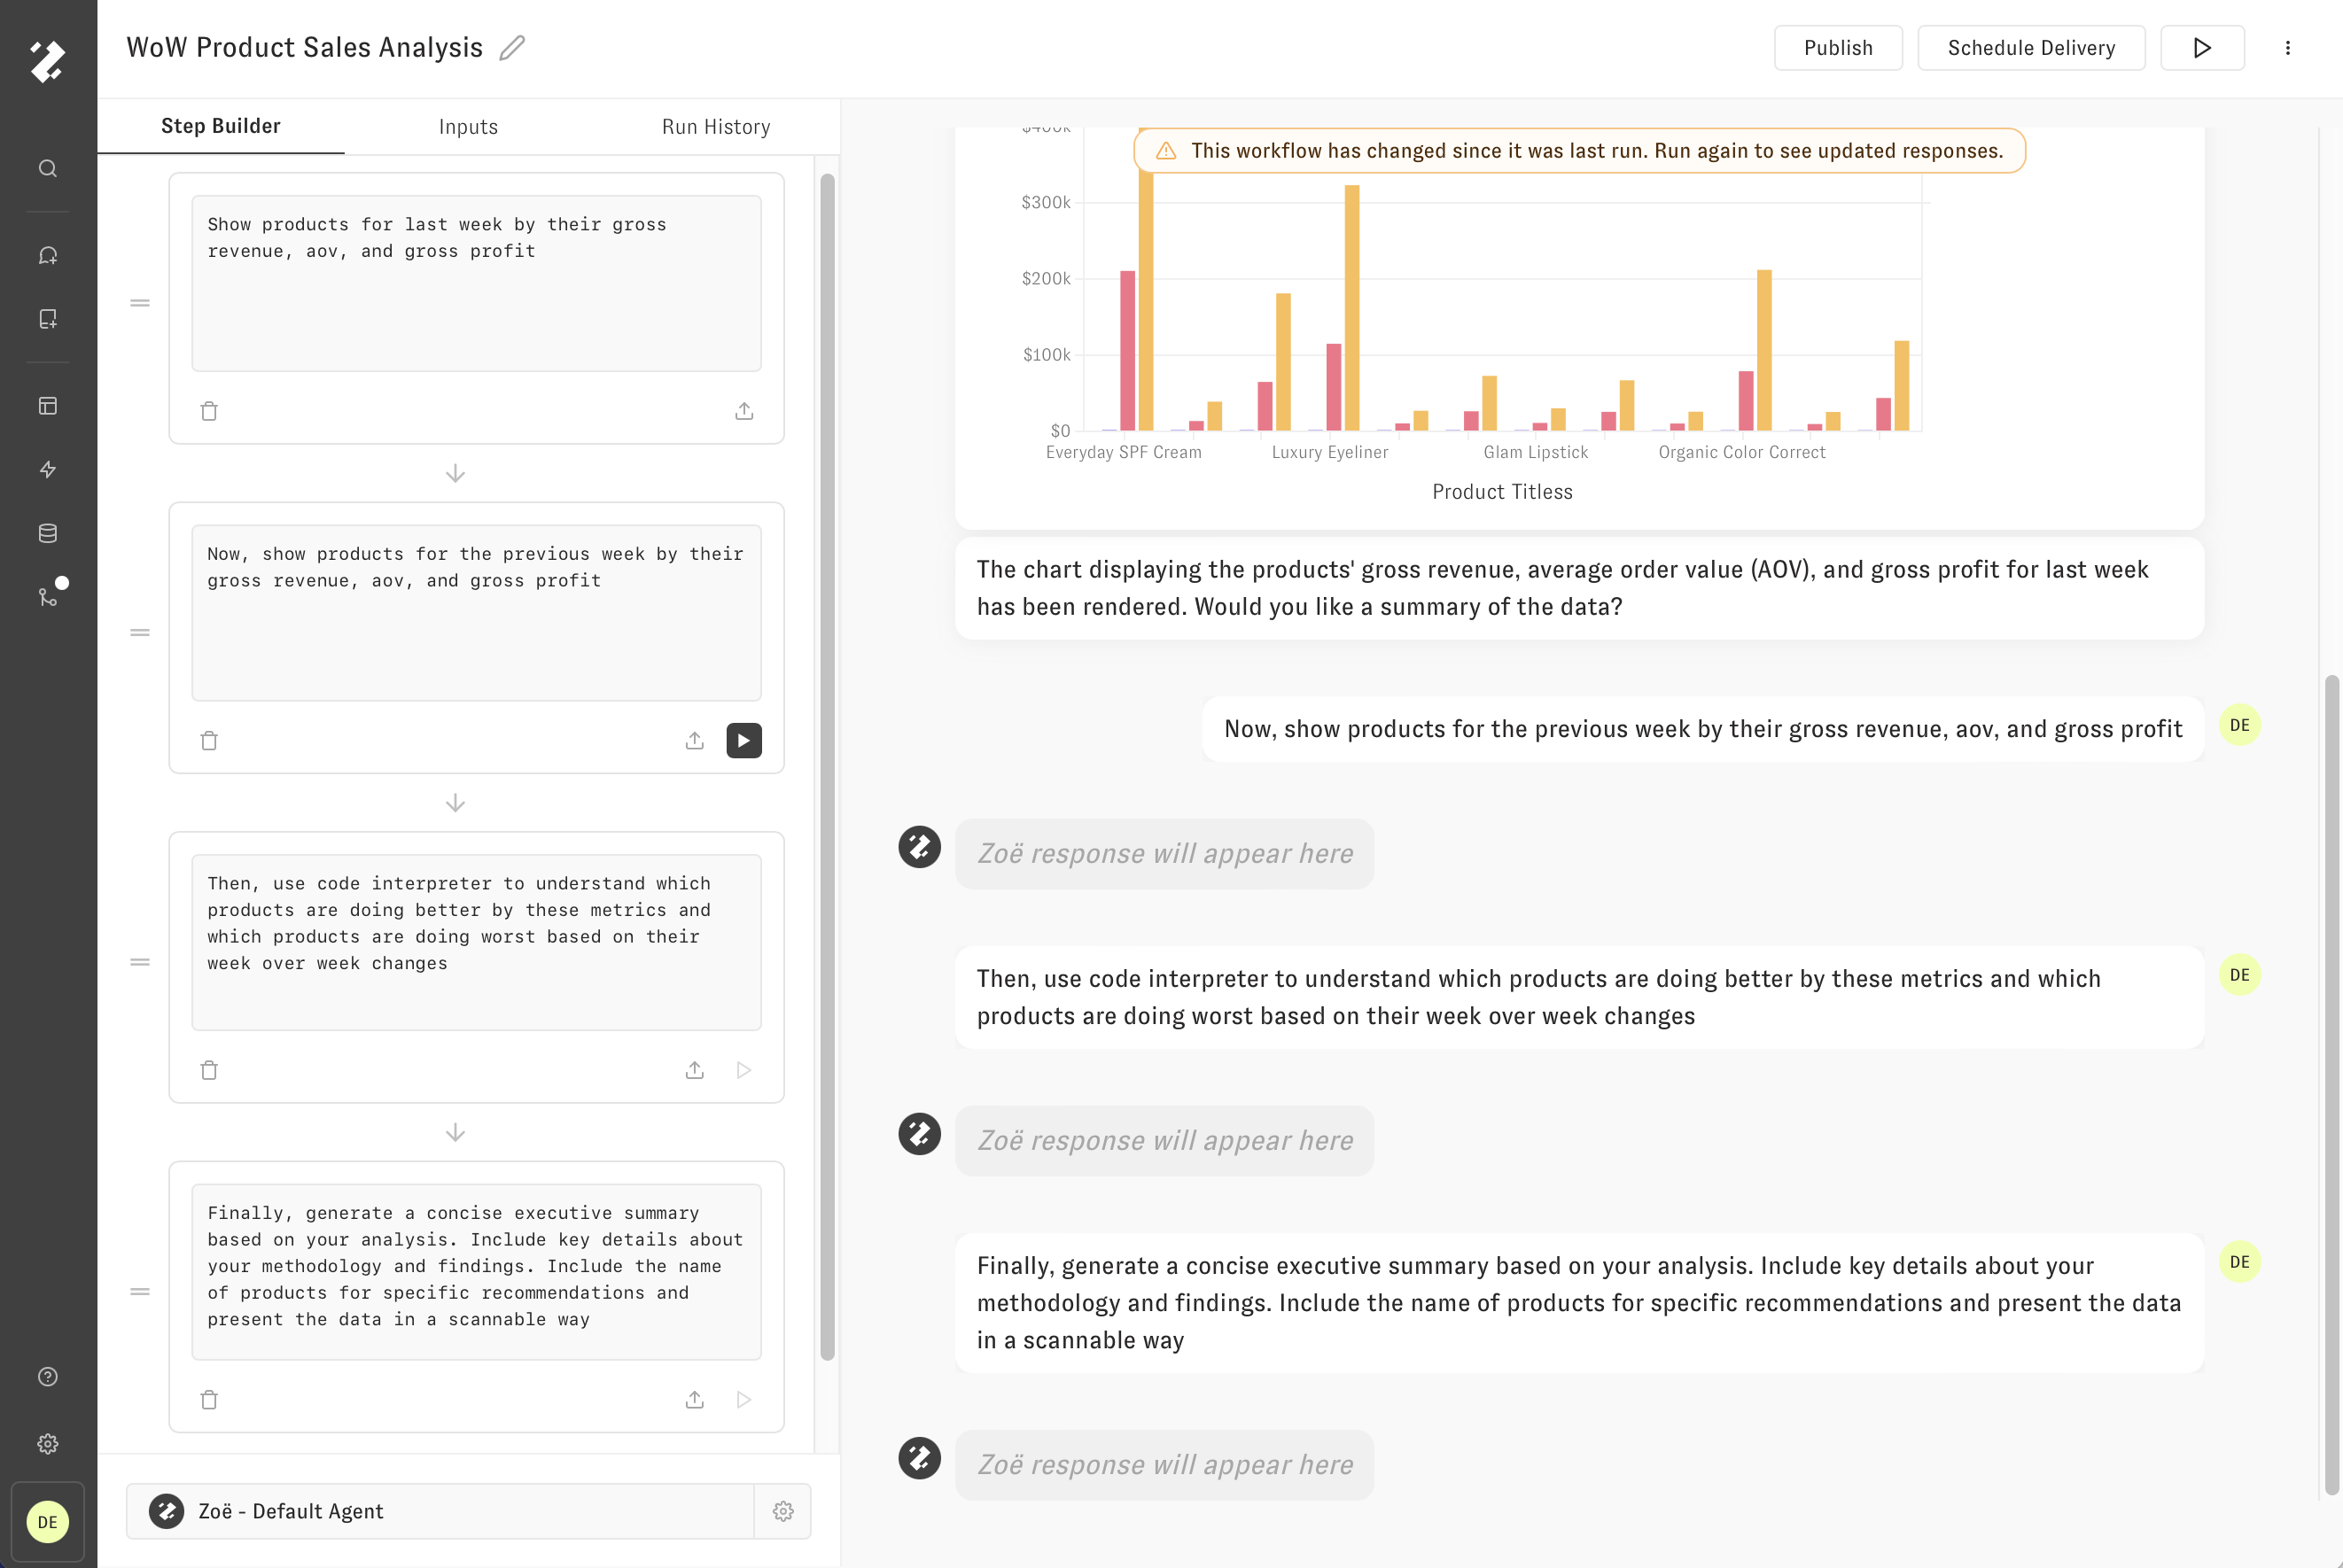 WoW Product Sales Analysis
Publish
Schedule Delivery
Step Builder
Inputs
Run History
Show products for last week by their gross
revenue, aov, and gross profit
Now, show products for the previous week by their
gross revenue, aov, and gross profit
Then, use code interpreter to understand which
products are doing better by these metrics and
which products are doing worst based on their
week over week changes
Finally, generate a concise executive summary
based on your analysis. Include key details about
your methodology and findings. Include the name
of products for specific recommendations and
present the data in a scannable way
Zoë - Default Agent
DE
$400k
This workflow has changed since it was last run. Run again to see updated responses.
$300k
$200k
$100k
$0
Everyday SPF Cream
Luxury Eyeliner
Glam Lipstick
Organic Color Correct
Product Titless
The chart displaying the products' gross revenue, average order value (AOV), and gross profit for last week
has been rendered. Would you like a summary of the data?
Now, show products for the previous week by their gross revenue, aov, and gross profit
DE
Zoë response will appear here
Then, use code interpreter to understand which products are doing better by these metrics and which
products are doing worst based on their week over week changes
DE
Zoë response will appear here
Finally, generate a concise executive summary based on your analysis. Include key details about your
methodology and findings. Include the name of products for specific recommendations and present the data
in a scannable way
DE
Zoë response will appear here